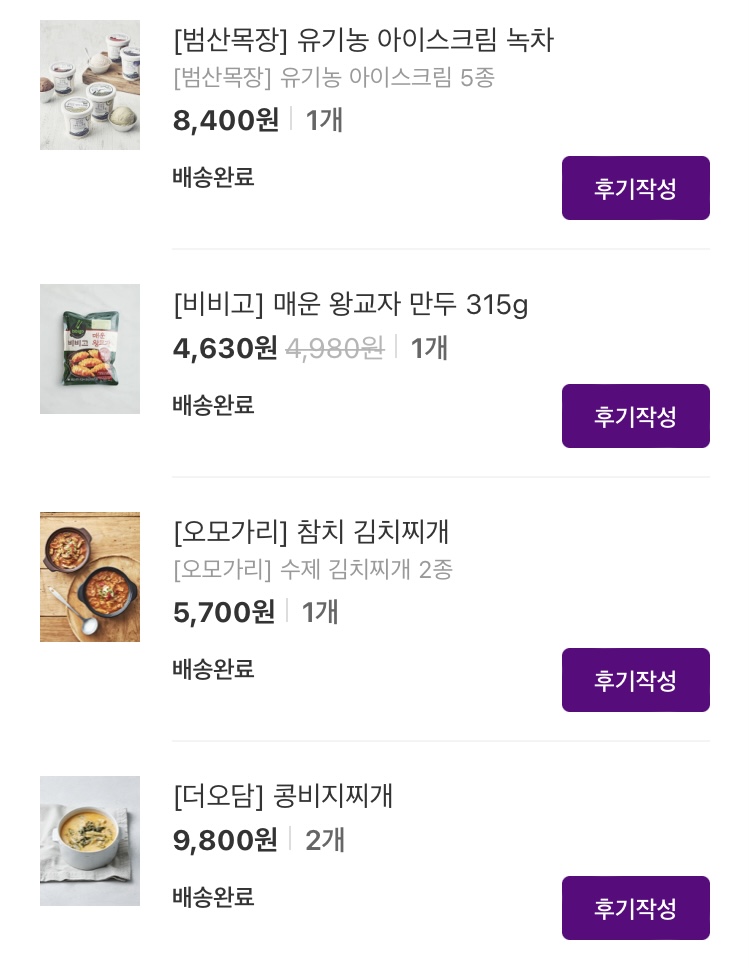 [범산목장] 유기농 아이스크림 녹차
[범산목장] 유기농 아이스크림 5종
8,400원 1개
배송완료
후기작성
[비비고] 매운 왕교자 만두 315g
4,630원 4,980원 1개
비비고
매운
왕교자
배송완료
후기작성
[오모가리] 참치 김치찌개
[오모가리] 수제 김치찌개 2종
5,700원 1개
배송완료
후기작성
[더오담] 콩비지찌개
9,800원 2개
배송완료
후기작성